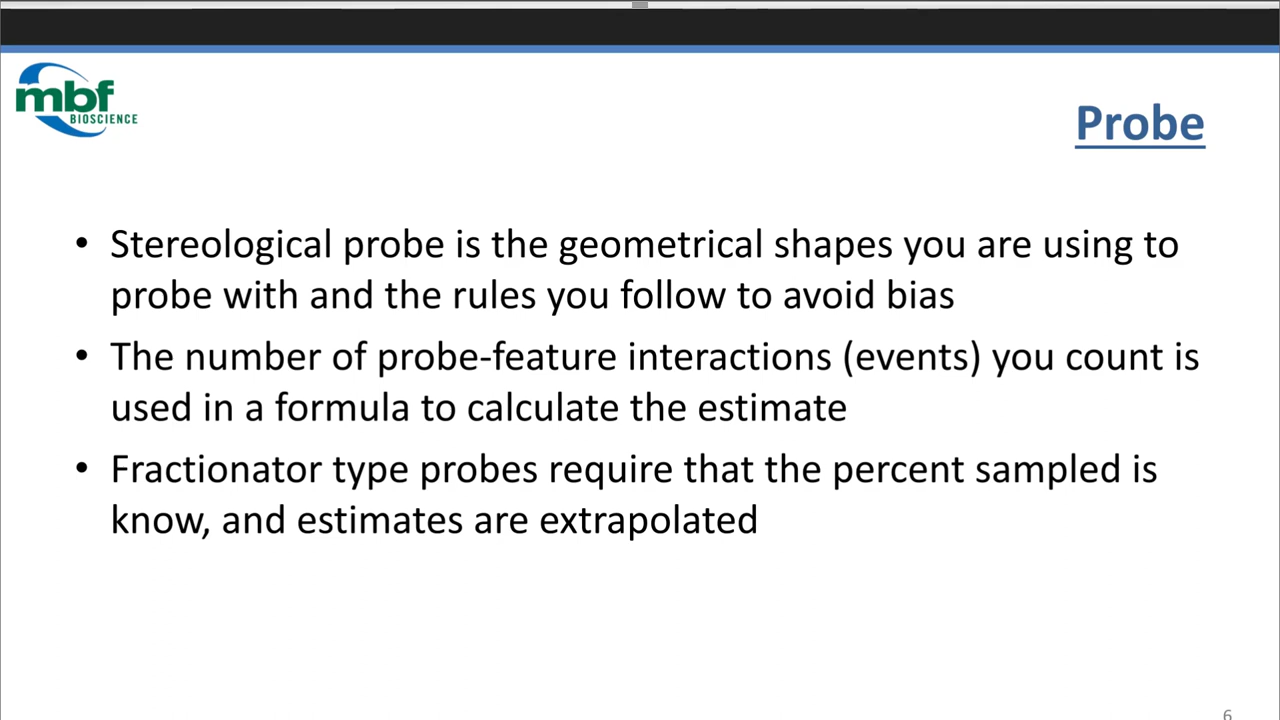 mbf
BIOSCIENCE
Probe
• Stereological probe is the geometrical shapes you are using to
probe with and the rules you follow to avoid bias
• The number of probe-feature interactions (events) you count is
used in a formula to calculate the estimate
• Fractionator type probes require that the percent sampled is
know, and estimates are extrapolated
6